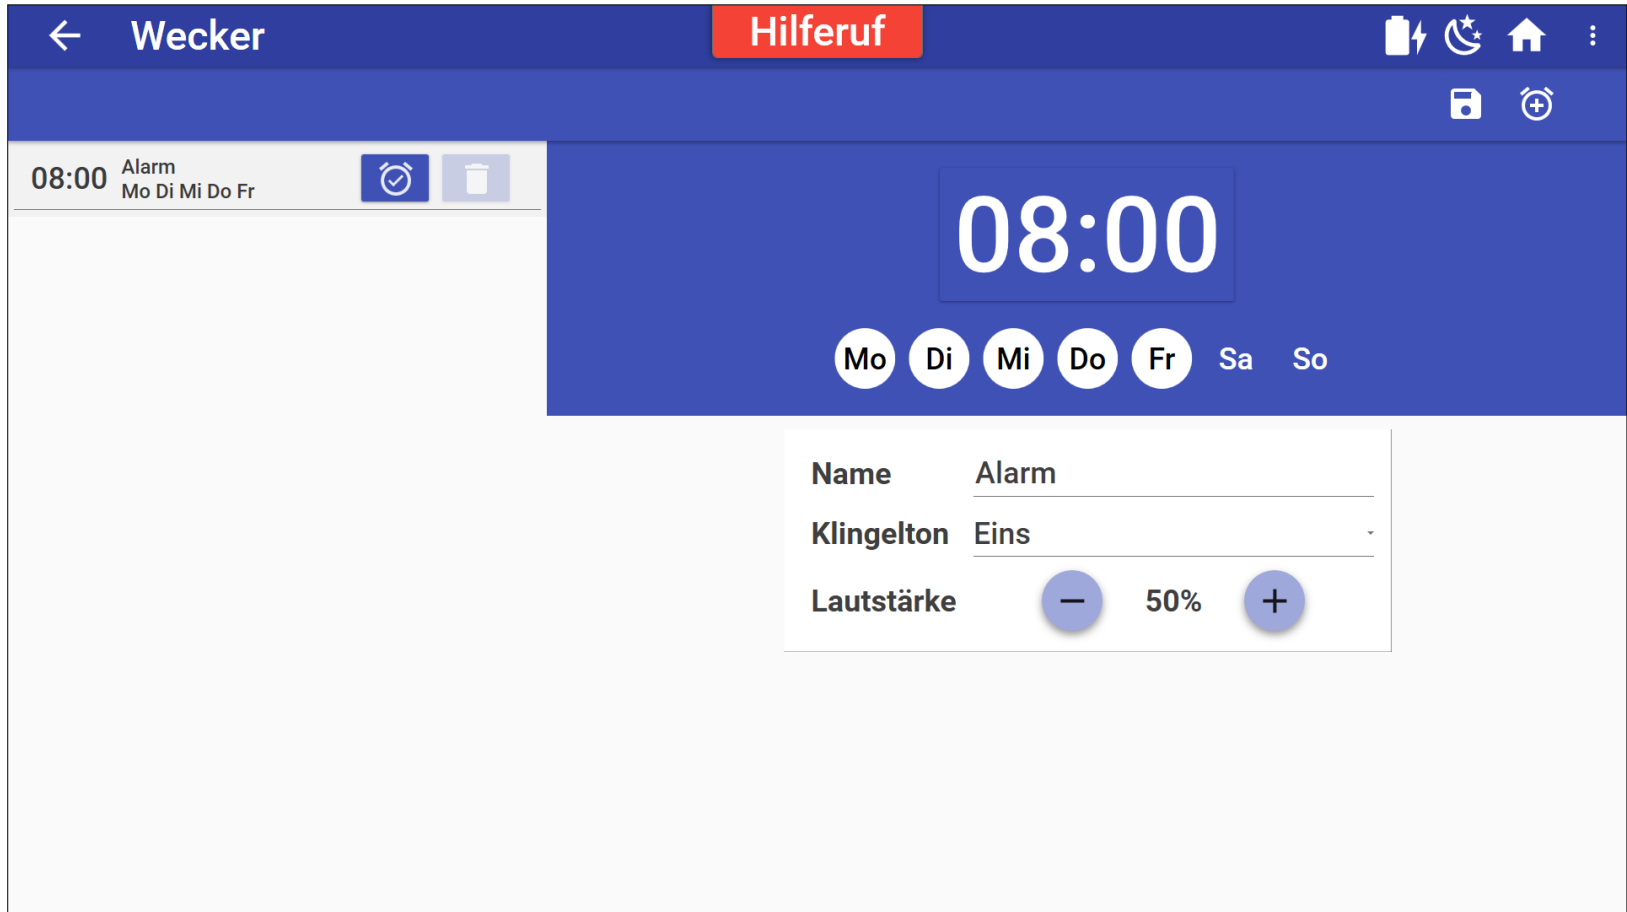 Wecker
Hilferuf
08:00
Alarm
Mo Di Mi Do Fr
08:00
Mo Di Mi Do Fr Sa So
Name Alarm
Klingelton Eins
Lautstärke 50%